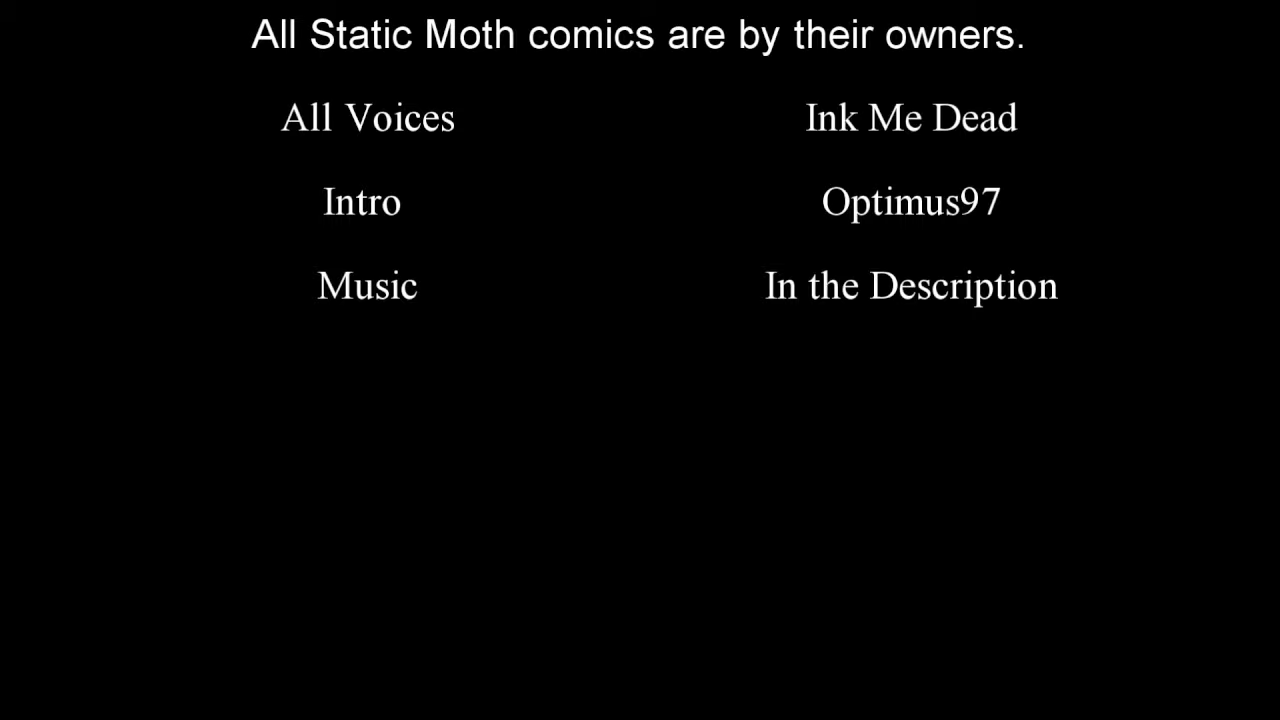 All Static Moth comics are by their owners.
All Voices Ink Me Dead
Intro Optimus97
Music In the Description